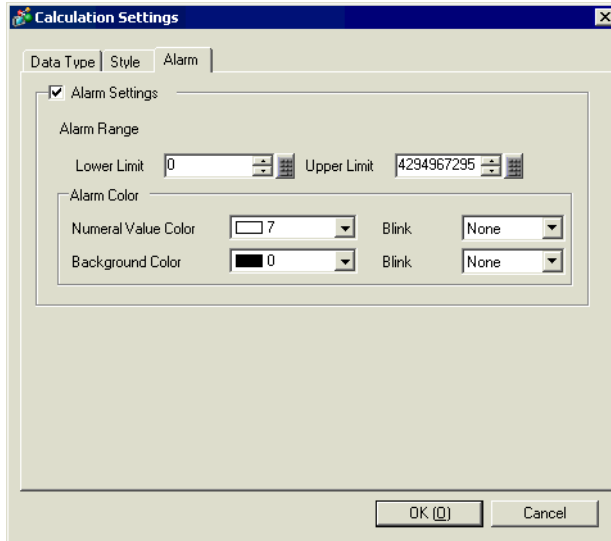 Calculation Settings
Data Type Style Alarm
Alarm Settings
Alarm Range
Lower Limit 0 Upper Limit 4294967295
Alarm Color
Numeral Value Color 7 Blink None
Background Color 0 Blink None
OK (O) Cancel